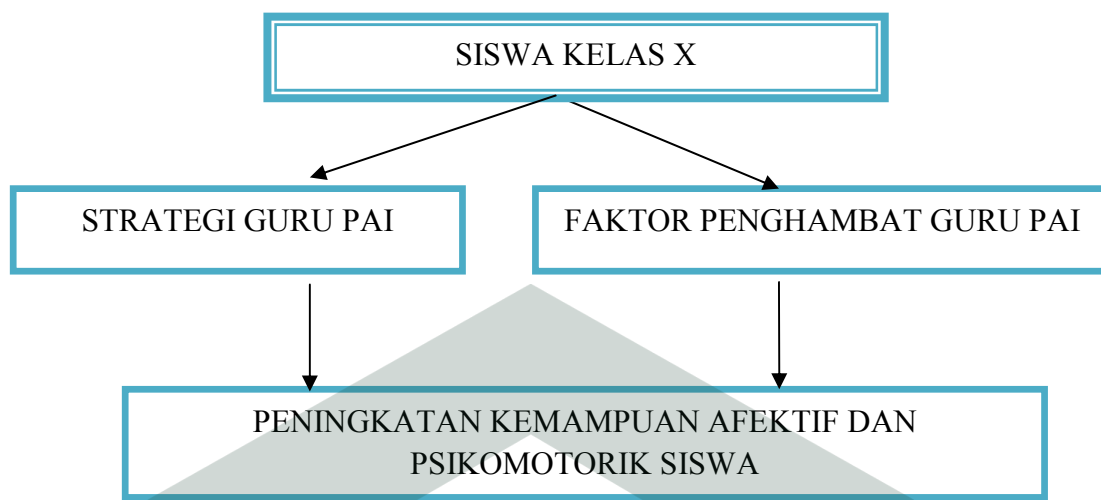 SISWA KELAS X
STRATEGI GURU PAI
FAKTOR PENGHAMBAT GURU PAI
PENINGKATAN KEMAMPUAN AFEKTIF DAN
PSIKOMOTORIK SISWA